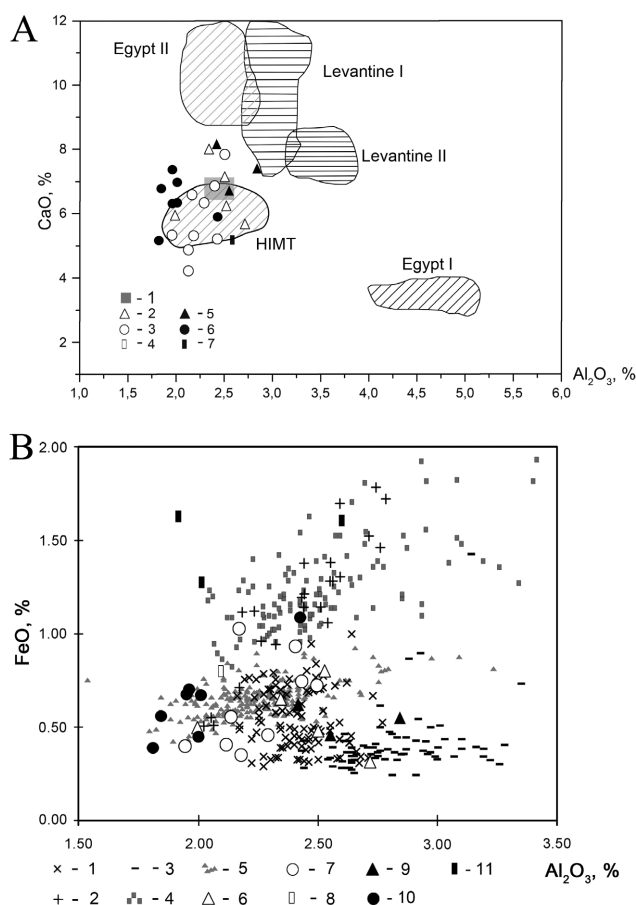 A
12
Egypt II
Levantine I
10
8
Levantine II
CaO, %
6
HIMT
Egypt I
4
- 1
- 2 - 5
- 3 - 6
2
- 4 - 7
Al2O3, %
1,0 1,5 2,0 2,5 3,0 3,5 4,0 4,5 5,0 5,5 6,0
B
2.00
1.50
FeO, %
1.00
0.50
0.00
1.50 2.00 2.50 3.00 3.50
- 1 - 3 - 5 - 7 - 9 - 11 Al2O3, %
- 2 - 4 - 6 - 8 - 10